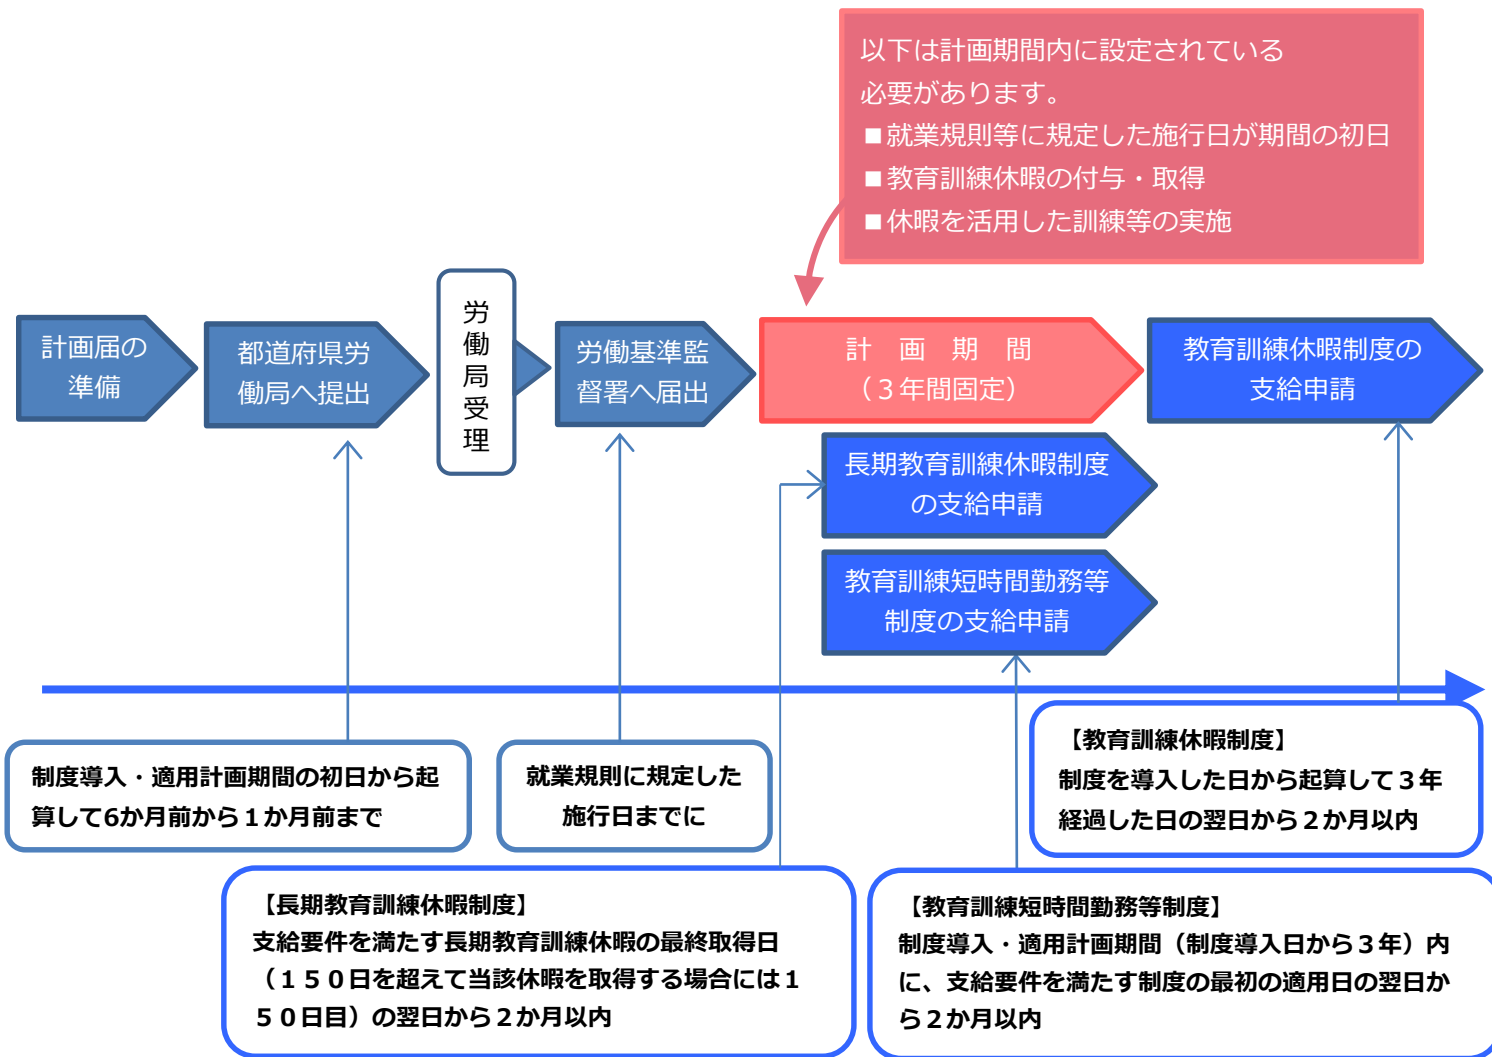 以下は計画期間内に設定されている
必要があります。
■就業規則等に規定した施行日が期間の初日
■教育訓練休暇の付与・取得
■休暇を活用した訓練等の実施
計画届の
準備
都道府県労
働局へ提出
労働局受理
労働基準監
督署へ届出
計　画　期　間
（３年間固定）
教育訓練休暇制度の
支給申請
長期教育訓練休暇制度
の支給申請
教育訓練短時間勤務等
制度の支給申請
制度導入・適用計画期間の初日から起
算して6か月前から１か月前まで
就業規則に規定した
施行日までに
【教育訓練休暇制度】
制度を導入した日から起算して３年
経過した日の翌日から２か月以内
【長期教育訓練休暇制度】
支給要件を満たす長期教育訓練休暇の最終取得日
（１５０日を超えて当該休暇を取得する場合には１
５０日目）の翌日から２か月以内
【教育訓練短時間勤務等制度】
制度導入・適用計画期間（制度導入日から３年）内
に、支給要件を満たす制度の最初の適用日の翌日か
ら２か月以内